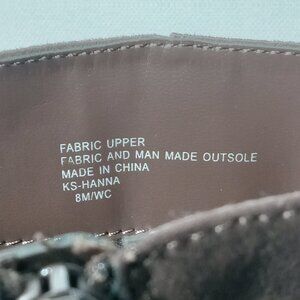 FABRIC UPPER
FABRIC AND MAN MADE OUTSOLE
MADE IN CHINA
KS-HANNA
8M/WC